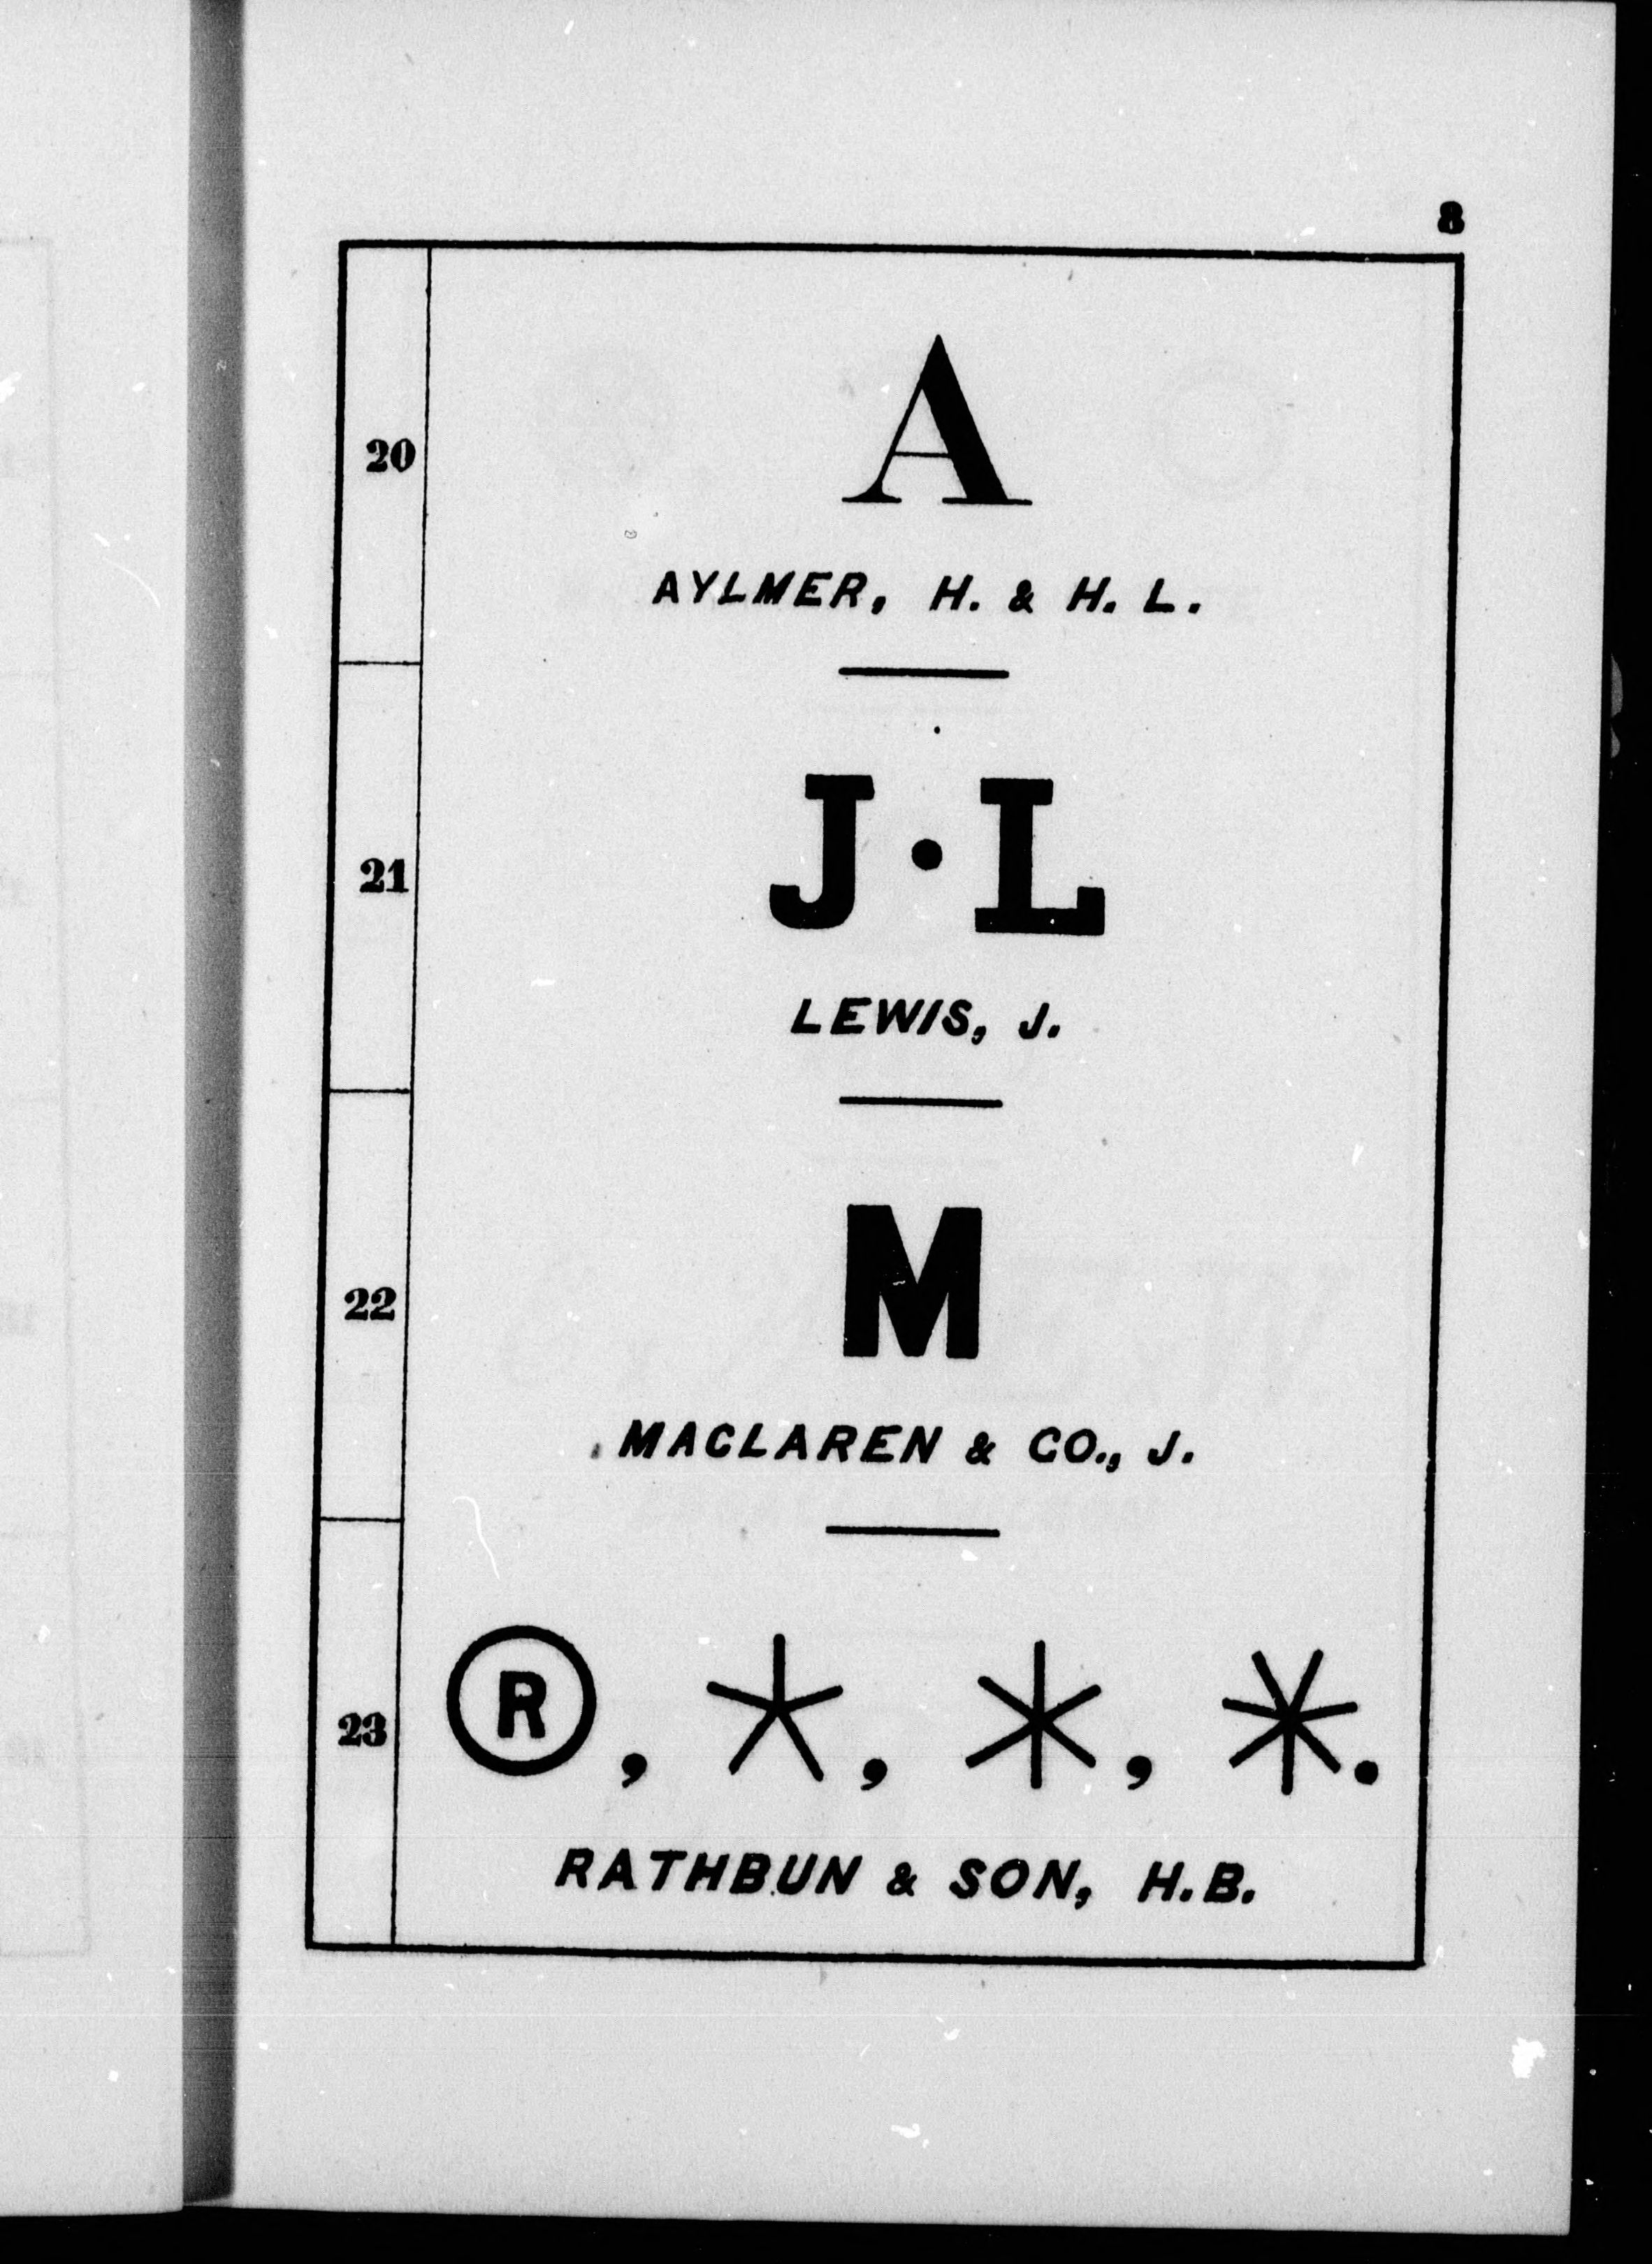 8
20
A
AYLMER, H. & H. L.
21
J·L
LEWIS, J.
22
M
MACLAREN & CO., J.
23
Ⓡ, *, *, *.
RATHBUN & SON, H.B.